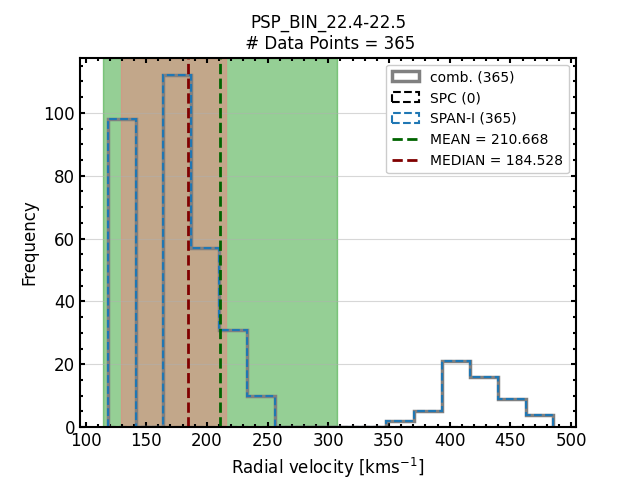 PSP_BIN_22.4-22.5
# Data Points = 365
comb. (365)
SPC (0)
SPAN-I (365)
MEAN = 210.668
MEDIAN = 184.528
Frequency
100
80
60
40
20
0
100 150 200 250 300 350 400 450 500
Radial velocity [kms⁻¹]